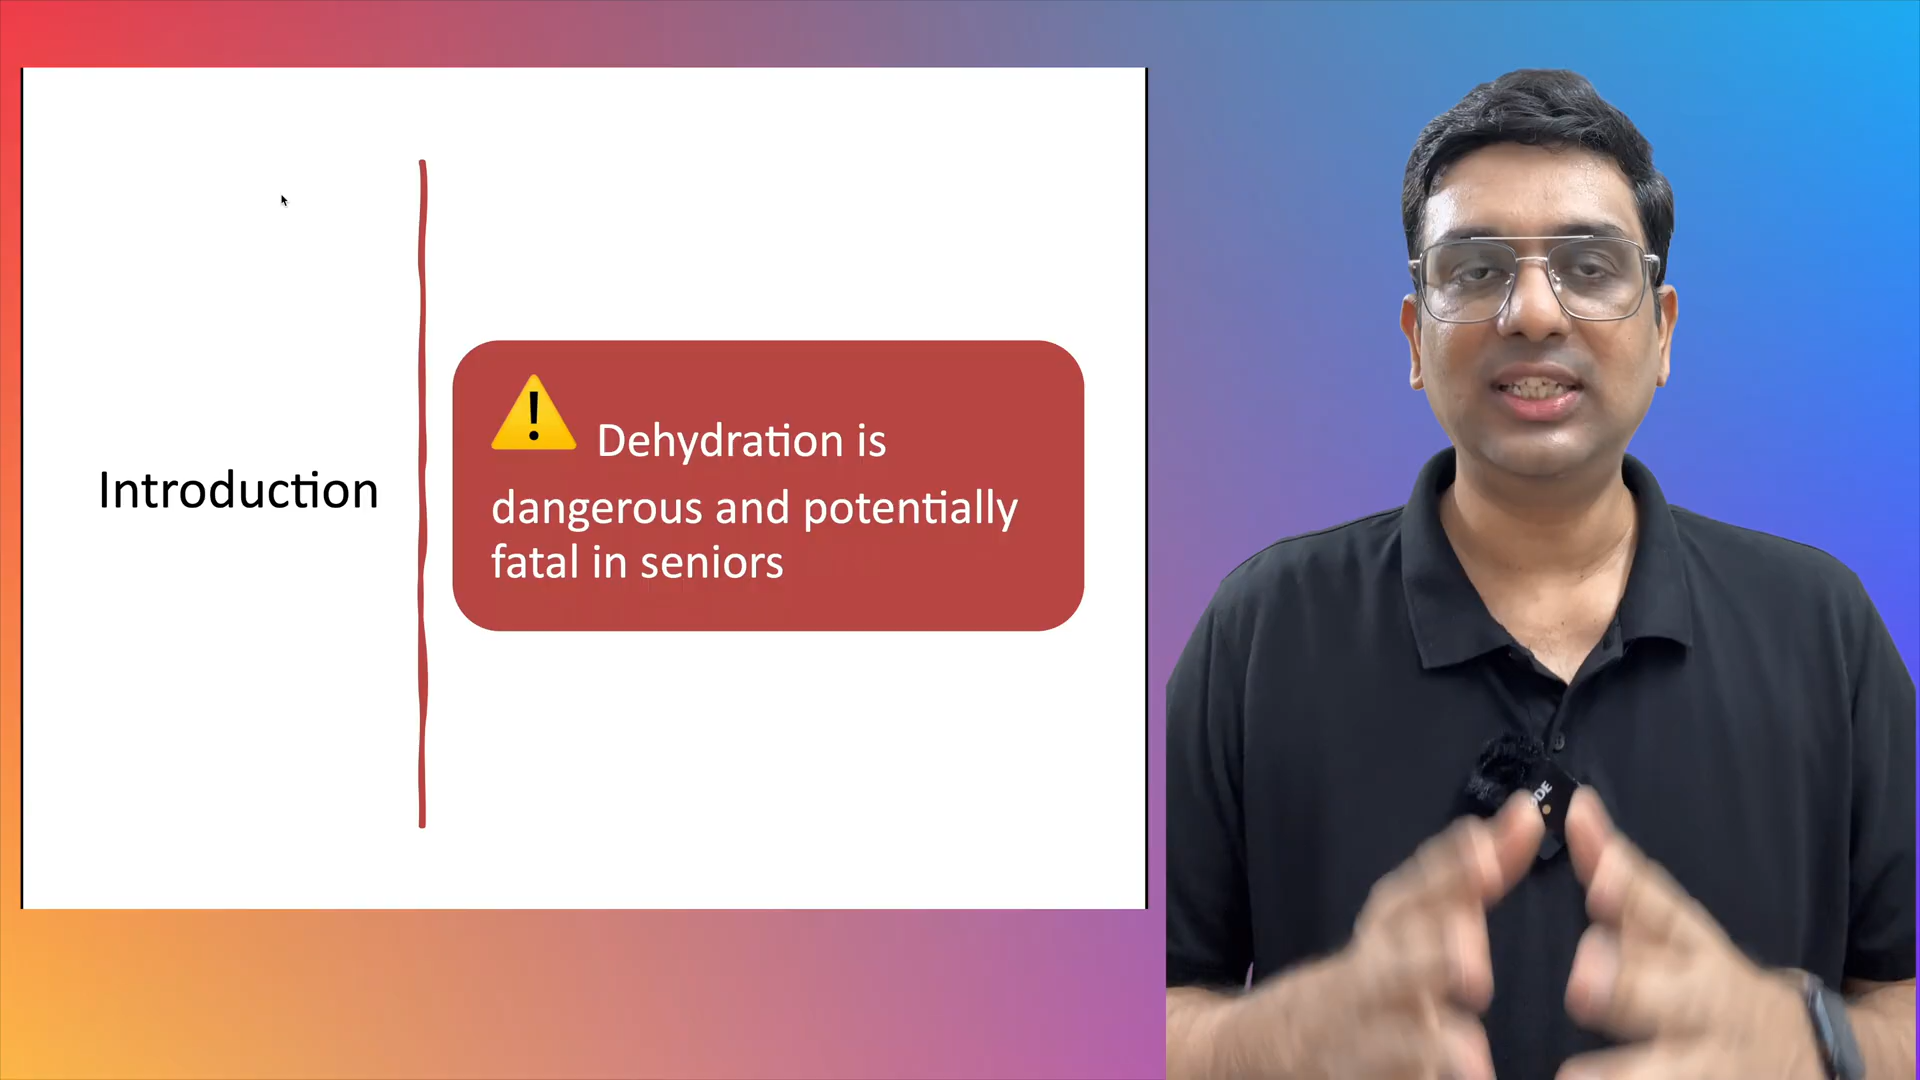 Introduction
⚠️ Dehydration is
dangerous and potentially
fatal in seniors